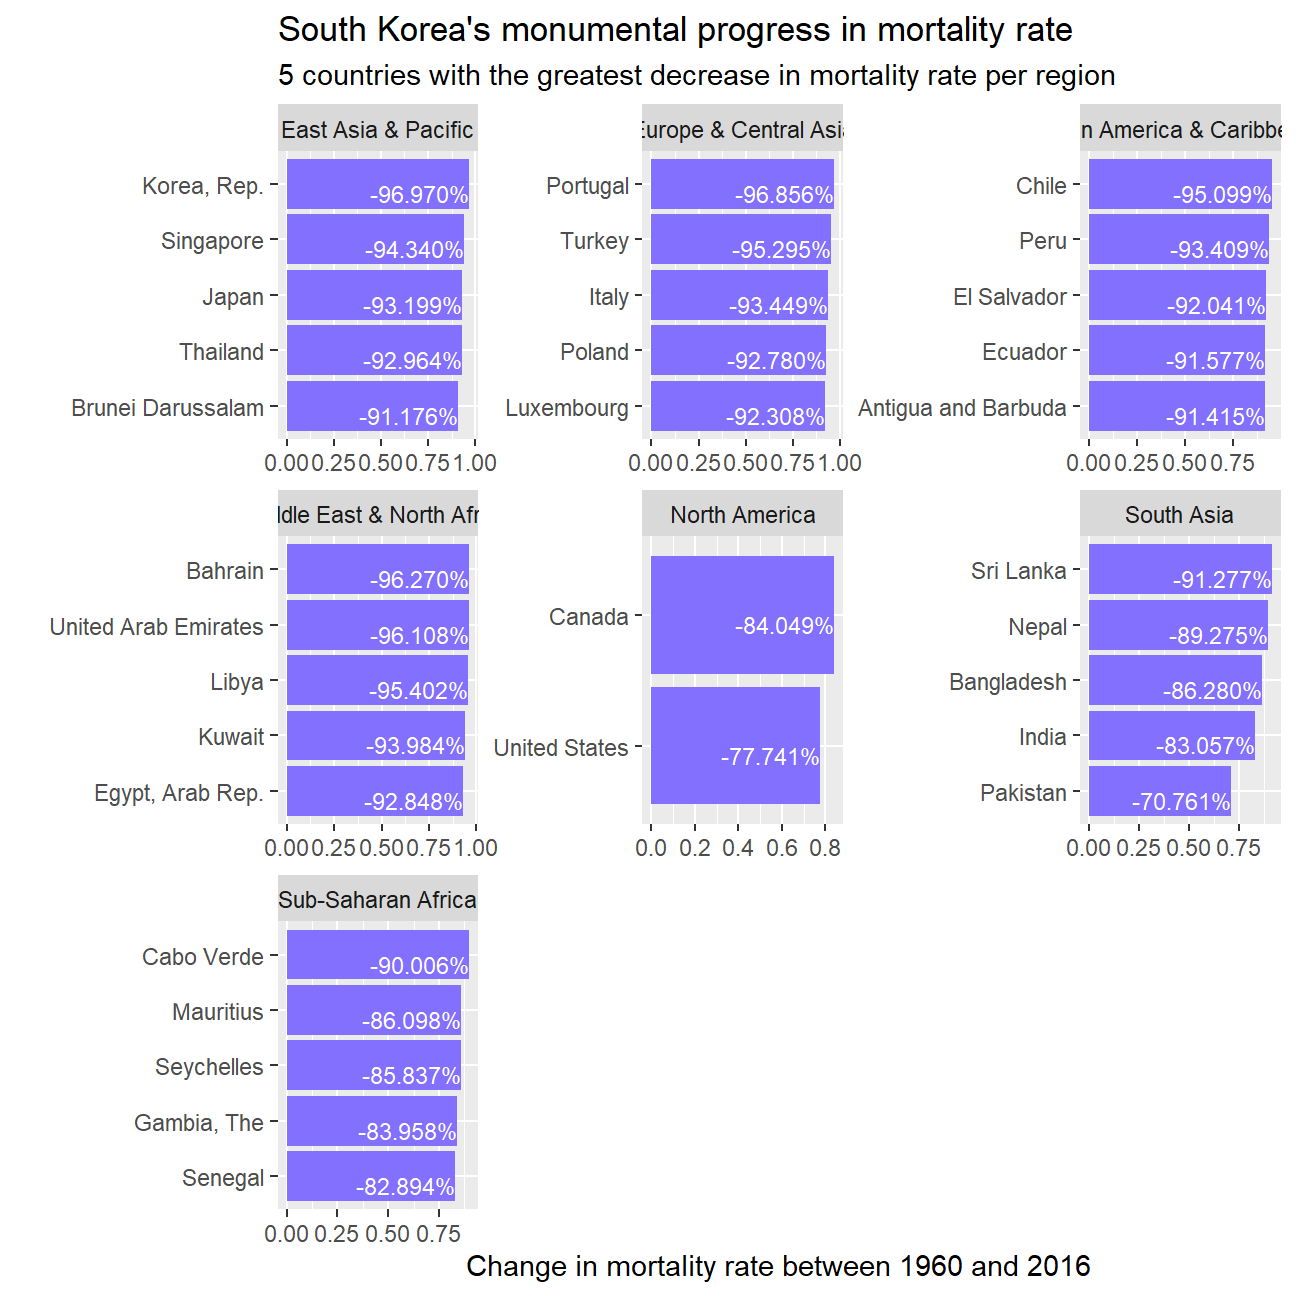 South Korea's monumental progress in mortality rate
5 countries with the greatest decrease in mortality rate per region
East Asia & Pacific
Korea, Rep. -96.970%
Singapore -94.340%
Japan -93.199%
Thailand -92.964%
Brunei Darussalam -91.176%
0.00 0.25 0.50 0.75 1.00
Europe & Central Asia
Portugal -96.856%
Turkey -95.295%
Italy -93.449%
Poland -92.780%
Luxembourg -92.308%
0.00 0.25 0.50 0.75 1.00
n America & Caribbe
Chile -95.099%
Peru -93.409%
El Salvador -92.041%
Ecuador -91.577%
Antigua and Barbuda -91.415%
0.00 0.25 0.50 0.75
ddle East & North Afr
Bahrain -96.270%
United Arab Emirates -96.108%
Libya -95.402%
Kuwait -93.984%
Egypt, Arab Rep. -92.848%
0.00 0.25 0.50 0.75 1.00
North America
Canada -84.049%
United States -77.741%
0.0 0.2 0.4 0.6 0.8
South Asia
Sri Lanka -91.277%
Nepal -89.275%
Bangladesh -86.280%
India -83.057%
Pakistan -70.761%
0.00 0.25 0.50 0.75
Sub-Saharan Africa
Cabo Verde -90.006%
Mauritius -86.098%
Seychelles -85.837%
Gambia, The -83.958%
Senegal -82.894%
0.00 0.25 0.50 0.75
Change in mortality rate between 1960 and 2016